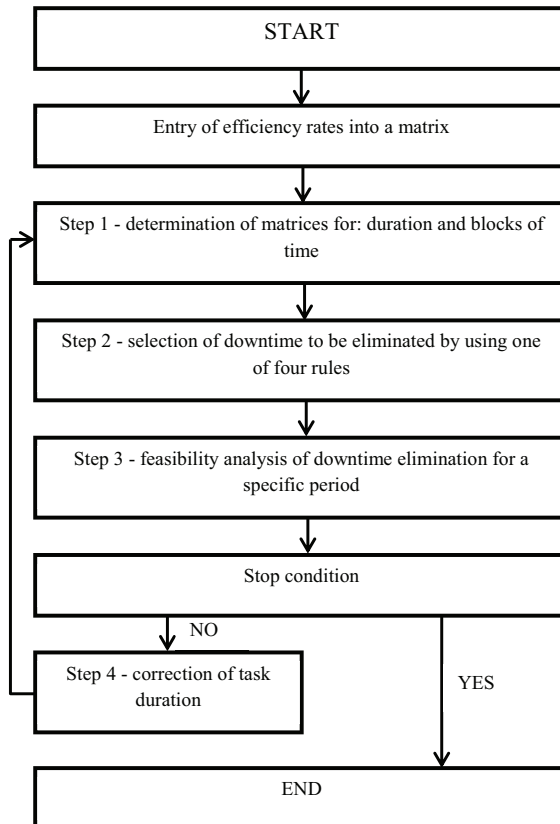 START
Entry of efficiency rates into a matrix
Step 1 - determination of matrices for: duration and blocks of
time
Step 2 - selection of downtime to be eliminated by using one
of four rules
Step 3 - feasibility analysis of downtime elimination for a
specific period
Stop condition
NO
Step 4 - correction of task
duration
YES
END